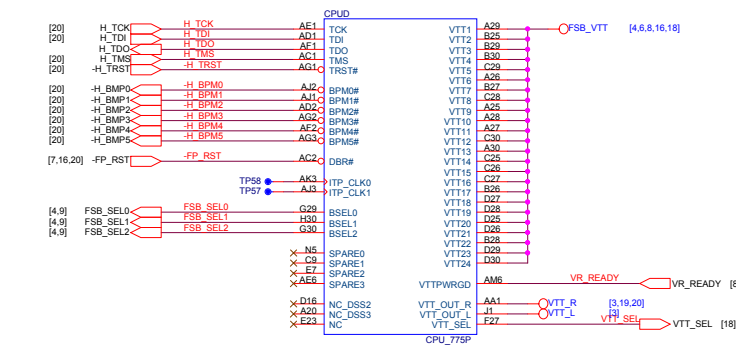 CPUD
[20] H_TCK H_TCK AE1 TCK VTT1 A29 FSB_VTT [4,6,8,16,18]
[20] H_TDI H_TDI AD1 TDI VTT2 B25
H_TDO H_TDO AF1 TDO VTT3 B29
[20] H_TMS H_TMS AC1 TMS VTT4 B30
[20] -H_TRST -H_TRST AG1 TRST# VTT5 C29
VTT6 A26
[20] -H_BMP0 -H_BPM0 AJ2 BPM0# VTT7 B27
[20] -H_BMP1 -H_BPM1 AJ1 BPM1# VTT8 C28
[20] -H_BMP2 -H_BPM2 AD2 BPM2# VTT9 A25
[20] -H_BMP3 -H_BPM3 AG2 BPM3# VTT10 A28
[20] -H_BMP4 -H_BPM4 AF2 BPM4# VTT11 A27
[20] -H_BMP5 -H_BPM5 AG3 BPM5# VTT12 C30
VTT13 A30
[7,16,20] -FP_RST -FP_RST AC2 DBR# VTT14 C25
VTT15 C26
TP58 AK3 ITP_CLK0 VTT16 C27
TP57 AJ3 ITP_CLK1 VTT17 B26
VTT18 D27
[4,9] FSB_SEL0 FSB_SEL0 G29 BSEL0 VTT19 D28
[4,9] FSB_SEL1 FSB_SEL1 H30 BSEL1 VTT20 D25
[4,9] FSB_SEL2 FSB_SEL2 G30 BSEL2 VTT21 D26
VTT22 B28
N5 SPARE0 VTT23 D29
C9 SPARE1 VTT24 D30
E7 SPARE2
AE6 SPARE3 VTTPWRGD AM6 VR_READY VR_READY [8
D16 NC_DSS2 VTT_OUT_R AA1 VTT_R [3,19,20]
A20 NC_DSS3 VTT_OUT_L J1 VTT_L [3]
E23 NC VTT_SEL F27 VTT_SEL VTT_SEL [18]
CPU_775P